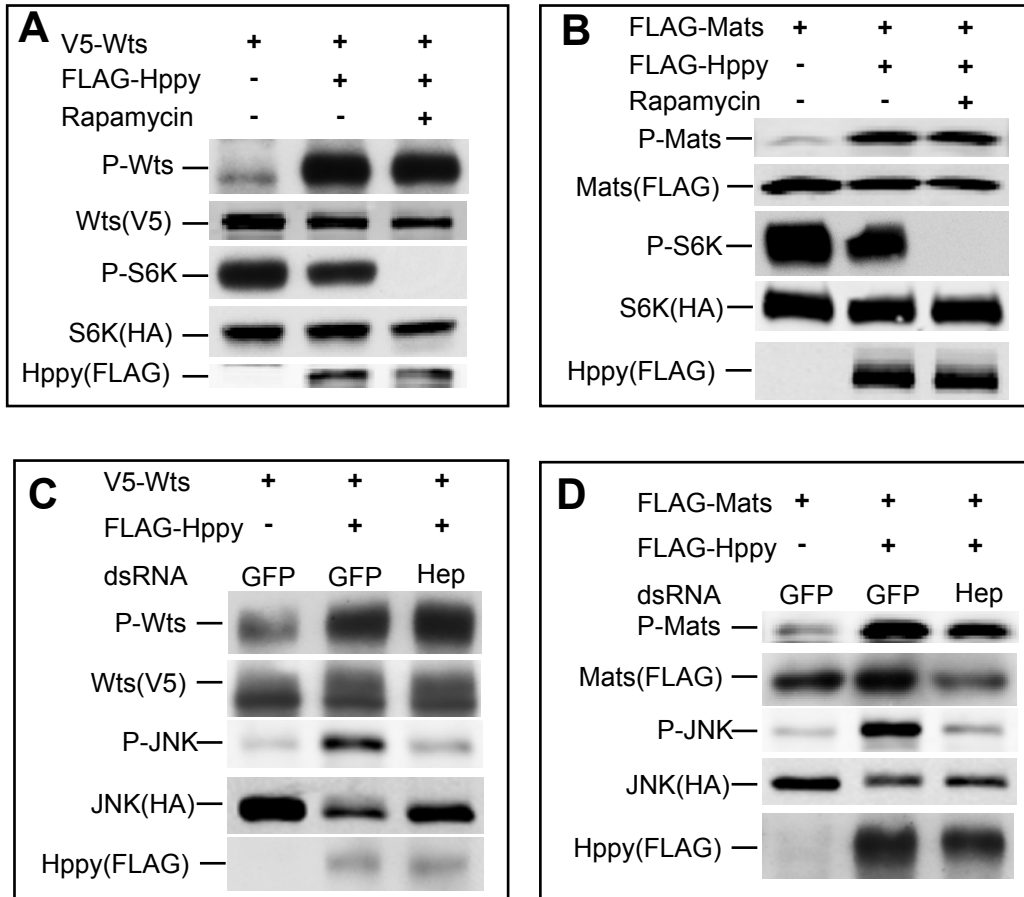 A
V5-Wts + + +
FLAG-Hppy - + +
Rapamycin - - +
P-Wts
Wts(V5)
P-S6K
S6K(HA)
Hppy(FLAG)
B
FLAG-Mats + + +
FLAG-Hppy - + +
Rapamycin - - +
P-Mats
Mats(FLAG)
P-S6K
S6K(HA)
Hppy(FLAG)
C
V5-Wts + + +
FLAG-Hppy - + +
dsRNA GFP GFP Hep
P-Wts
Wts(V5)
P-JNK
JNK(HA)
Hppy(FLAG)
D
FLAG-Mats + + +
FLAG-Hppy - + +
dsRNA GFP GFP Hep
P-Mats
Mats(FLAG)
P-JNK
JNK(HA)
Hppy(FLAG)